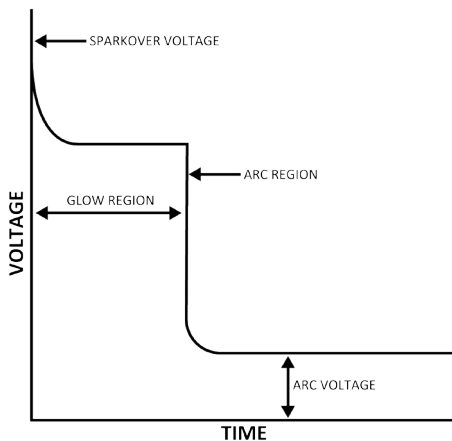 SPARKOVER VOLTAGE
ARC REGION
GLOW REGION
VOLTAGE
ARC VOLTAGE
TIME